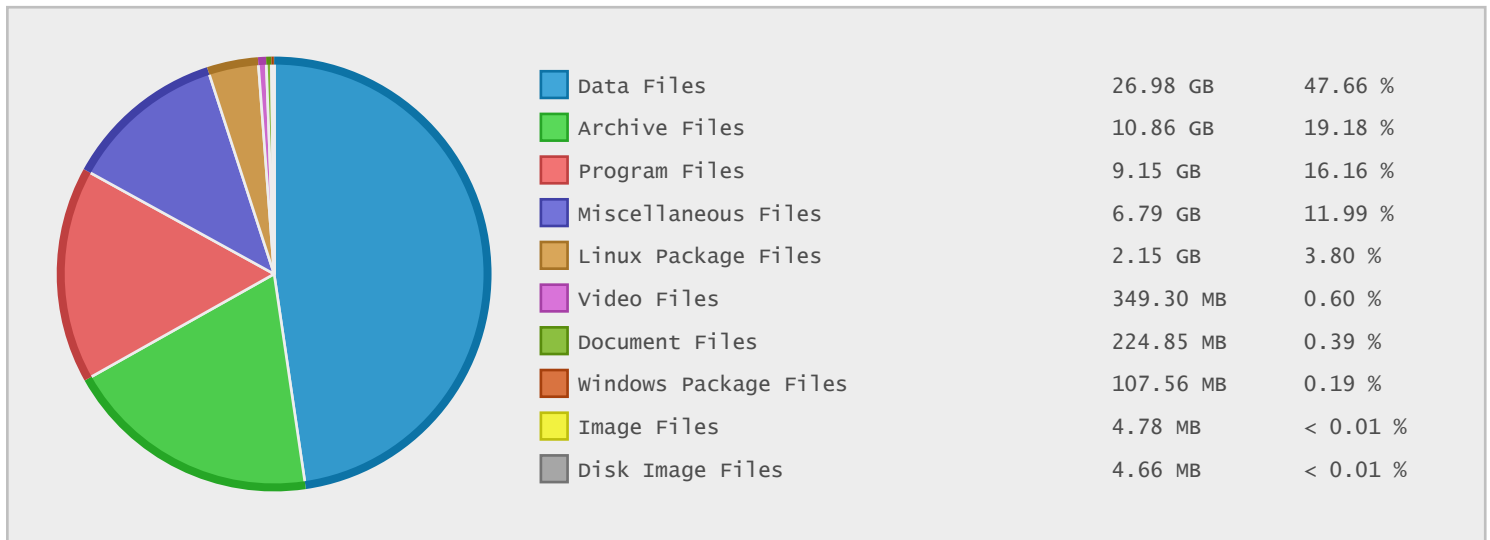 Data Files 26.98 GB 47.66 %
Archive Files 10.86 GB 19.18 %
Program Files 9.15 GB 16.16 %
Miscellaneous Files 6.79 GB 11.99 %
Linux Package Files 2.15 GB 3.80 %
Video Files 349.30 MB 0.60 %
Document Files 224.85 MB 0.39 %
Windows Package Files 107.56 MB 0.19 %
Image Files 4.78 MB < 0.01 %
Disk Image Files 4.66 MB < 0.01 %